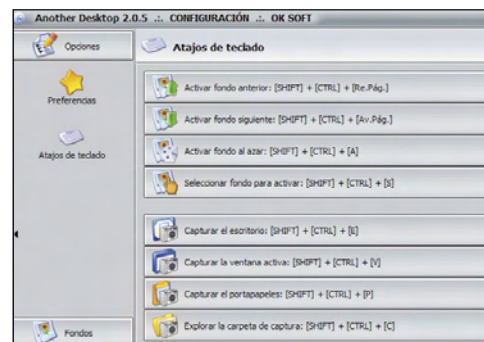 Another Desktop 2.0.5 .:. CONFIGURACIÓN .:. OK SOFT
Opciones
Atajos de teclado
Preferencias
Atajos de teclado
Activar fondo anterior: [SHIFT] + [CTRL] + [Re.Pág.]
Activar fondo siguiente: [SHIFT] + [CTRL] + [Av.Pág.]
Activar fondo al azar: [SHIFT] + [CTRL] + [A]
Seleccionar fondo para activar: [SHIFT] + [CTRL] + [S]
Capturar el escritorio: [SHIFT] + [CTRL] + [E]
Capturar la ventana activa: [SHIFT] + [CTRL] + [V]
Capturar el portapapeles: [SHIFT] + [CTRL] + [P]
Explorar la carpeta de captura: [SHIFT] + [CTRL] + [C]
Fondos